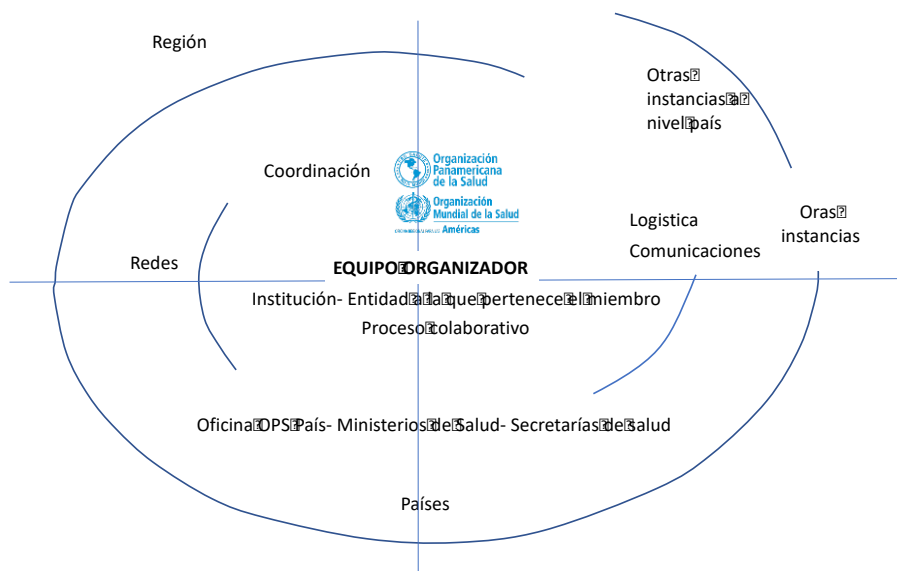 Región
Otras
instancias a
nivel país
Coordinación
Organización
Panamericana
de la Salud
Organización
Mundial de la Salud
Américas
Logistica
Comunicaciones
Oras
instancias
Redes
EQUIPO ORGANIZADOR
Institución- Entidad a la que pertenece el miembro
Proceso colaborativo
Oficina OPS País- Ministerios de Salud- Secretarías de salud
Países